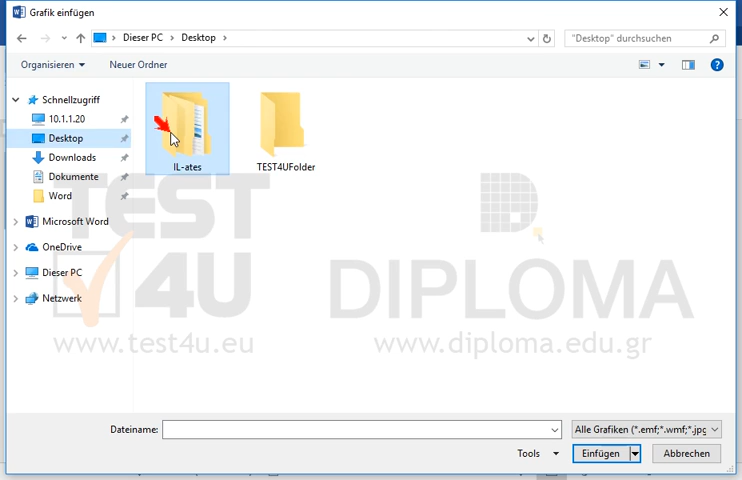 Grafik einfügen
Dieser PC > Desktop >
"Desktop" durchsuchen
Organisieren
Neuer Ordner
Schnellzugriff
10.1.1.20
Desktop
Downloads
Dokumente
Word
Microsoft Word
OneDrive
Dieser PC
Netzwerk
IL-ates
TEST4UFolder
TEST
4U
www.test4u.eu
D
DIPLOMA
www.diploma.edu.gr
Dateiname:
Alle Grafiken (*.emf;*.wmf;*.jpg
Tools
Einfügen
Abbrechen